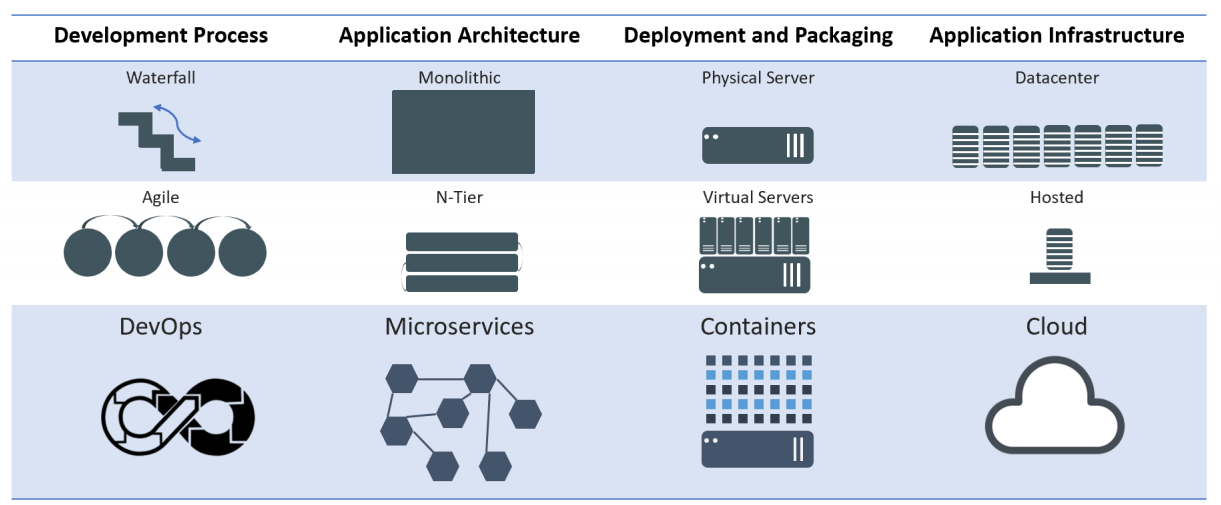 Development Process
Application Architecture
Deployment and Packaging
Application Infrastructure
Waterfall
Monolithic
Physical Server
Datacenter
Agile
N-Tier
Virtual Servers
Hosted
DevOps
Microservices
Containers
Cloud